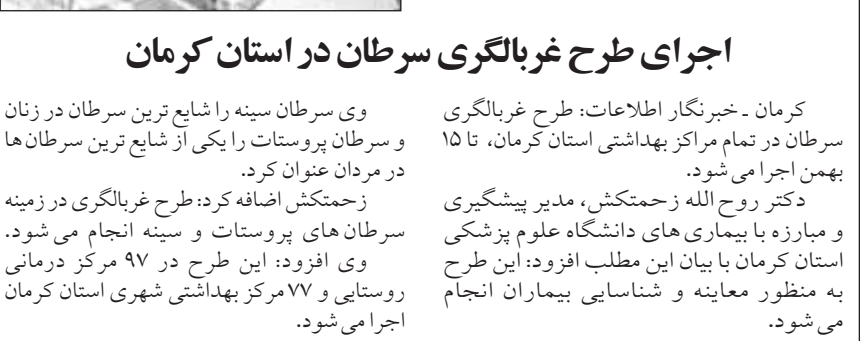 اجرای طرح غربالگری سرطان در استان کرمان
کرمان ـ خبرنگار اطلاعات: طرح غربالگری
سرطان در تمام مراکز بهداشتی استان کرمان، تا ۱۵
بهمن اجرا می شود.
دکتر روح الله زحمتکش، مدیر پیشگیری
و مبارزه با بیماری های دانشگاه علوم پزشکی
استان کرمان با بیان این مطلب افزود: این طرح
به منظور معاینه و شناسایی بیماران انجام
می شود.
وی سرطان سینه را شایع ترین سرطان در زنان
و سرطان پروستات را یکی از شایع ترین سرطان ها
در مردان عنوان کرد.
زحمتکش اضافه کرد: طرح غربالگری در زمینه
سرطان های پروستات و سینه انجام می شود.
وی افزود: این طرح در ۹۷ مرکز درمانی
روستایی و ۷۷ مرکز بهداشتی شهری استان کرمان
اجرا می شود.